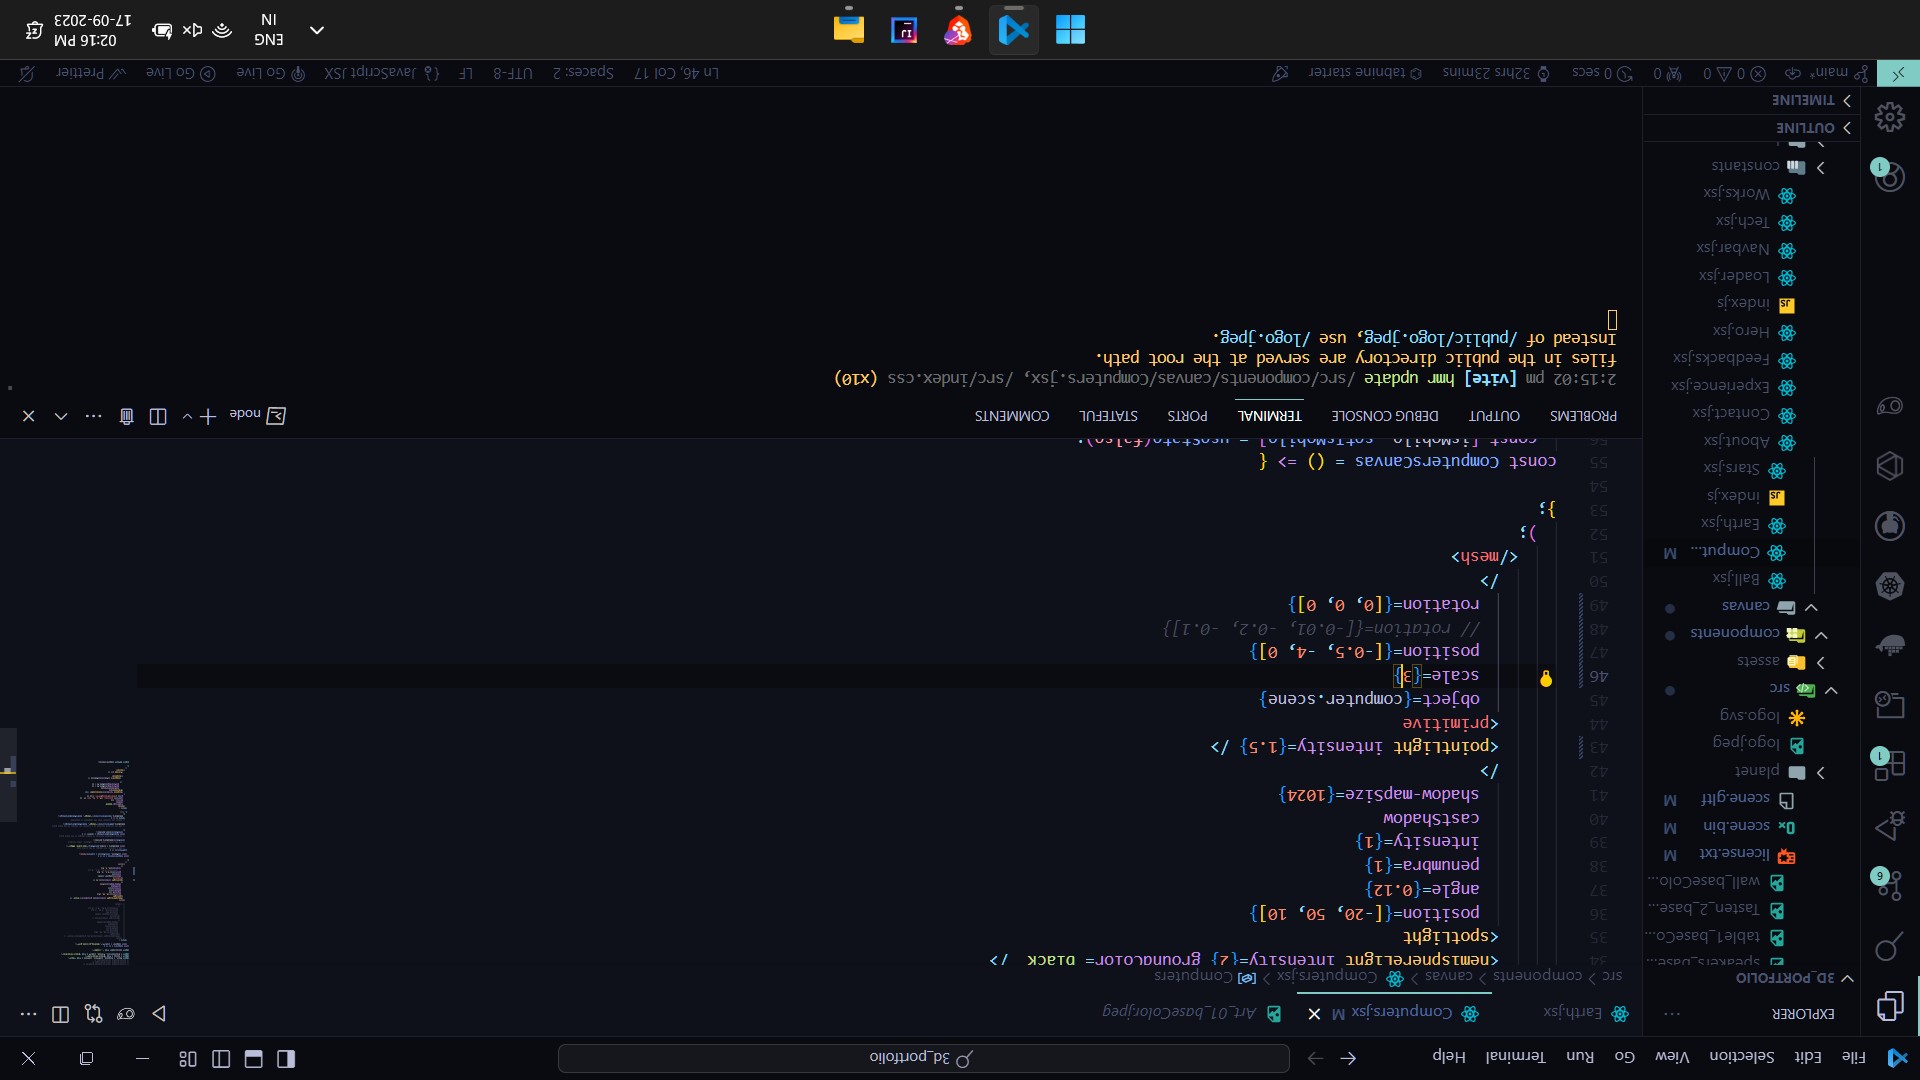 File Edit Selection View Go Run Terminal Help
3d_portfolio
EXPLORER
3D_PORTFOLIO
speakers_base...
table1_baseCo...
Tasten_2_base...
wall_baseColo...
license.txt M
scene.bin M
scene.gltf M
planet
logo.jpeg
logo.svg
src
assets
components
canvas
Ball.jsx
Comput... M
Earth.jsx
index.js
Stars.jsx
About.jsx
Contact.jsx
Experience.jsx
Feedbacks.jsx
Hero.jsx
index.js
Loader.jsx
Navbar.jsx
Tech.jsx
Works.jsx
constants
OUTLINE
TIMELINE
9
1
1
Earth.jsx
Computers.jsx M
Art_01_baseColor.jpeg
src > components > canvas > Computers.jsx > Computers
34 <hemisphereLight intensity={2} groundColor="black" />
35 <spotLight
36 position={[-20, 50, 10]}
37 angle={0.12}
38 penumbra={1}
39 intensity={1}
40 castShadow
41 shadow-mapSize={1024}
42 />
43 <pointLight intensity={1.5} />
44 <primitive
45 object={computer.scene}
46 scale={3}
47 position={[-0.5, -4, 0]}
48 // rotation={[-0.01, -0.2, -0.1]}
49 rotation={[0, 0, 0]}
50 />
51 </mesh>
52 );
53 };
54
55 const ComputersCanvas = () => {
56 const [isMobile, setIsMobile] = useState(false);
PROBLEMS OUTPUT DEBUG CONSOLE TERMINAL PORTS STATEFUL COMMENTS
node
2:15:02 pm [vite] hmr update /src/components/canvas/Computers.jsx, /src/index.css (x10)
files in the public directory are served at the root path.
Instead of /public/logo.jpeg, use /logo.jpeg.
main* 0 0 0 0 secs 32hrs 23mins tabnine starter
Ln 46, Col 17 Spaces: 2 UTF-8 LF {} JavaScript JSX Go Live Go Live Prettier
ENG
IN
02:16 PM
17-09-2023